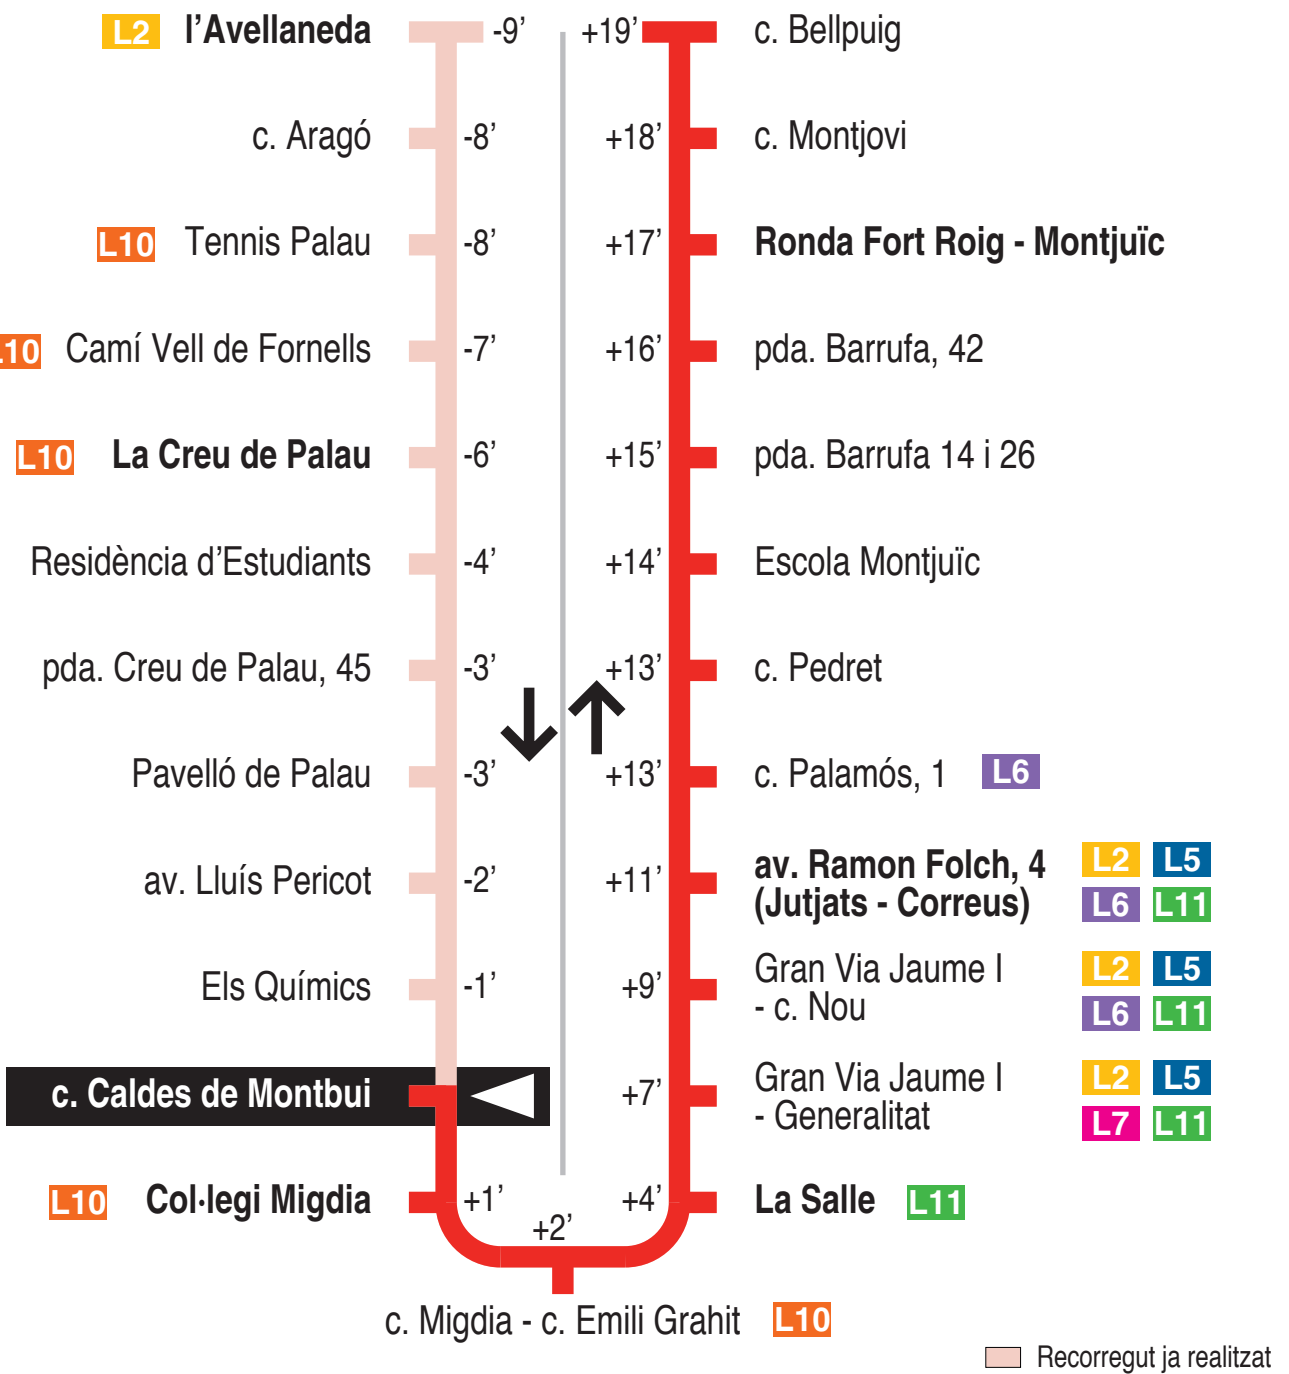 L2 l’Avellaneda -9’
c. Aragó -8’
L10 Tennis Palau -8’
L10 Camí Vell de Fornells -7’
L10 La Creu de Palau -6’
Residència d’Estudiants -4’
pda. Creu de Palau, 45 -3’
Pavelló de Palau -3’
av. Lluís Pericot -2’
Els Químics -1’
c. Caldes de Montbui
L10 Col·legi Migdia +1’
+2’
c. Migdia - c. Emili Grahit L10
+19’ c. Bellpuig
+18’ c. Montjovi
+17’ Ronda Fort Roig - Montjuïc
+16’ pda. Barrufa, 42
+15’ pda. Barrufa 14 i 26
+14’ Escola Montjuïc
+13’ c. Pedret
+13’ c. Palamós, 1 L6
+11’ av. Ramon Folch, 4 L2 L5
(Jutjats - Correus) L6 L11
+9’ Gran Via Jaume I L2 L5
- c. Nou L6 L11
+7’ Gran Via Jaume I L2 L5
- Generalitat L7 L11
+4’ La Salle L11
Recorregut ja realitzat